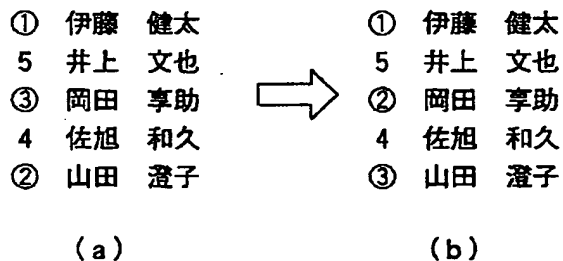 ① 伊藤 健太
5 井上 文也
③ 岡田 享助
4 佐旭 和久
② 山田 澄子
(a)
① 伊藤 健太
5 井上 文也
② 岡田 享助
4 佐旭 和久
③ 山田 澄子
(b)